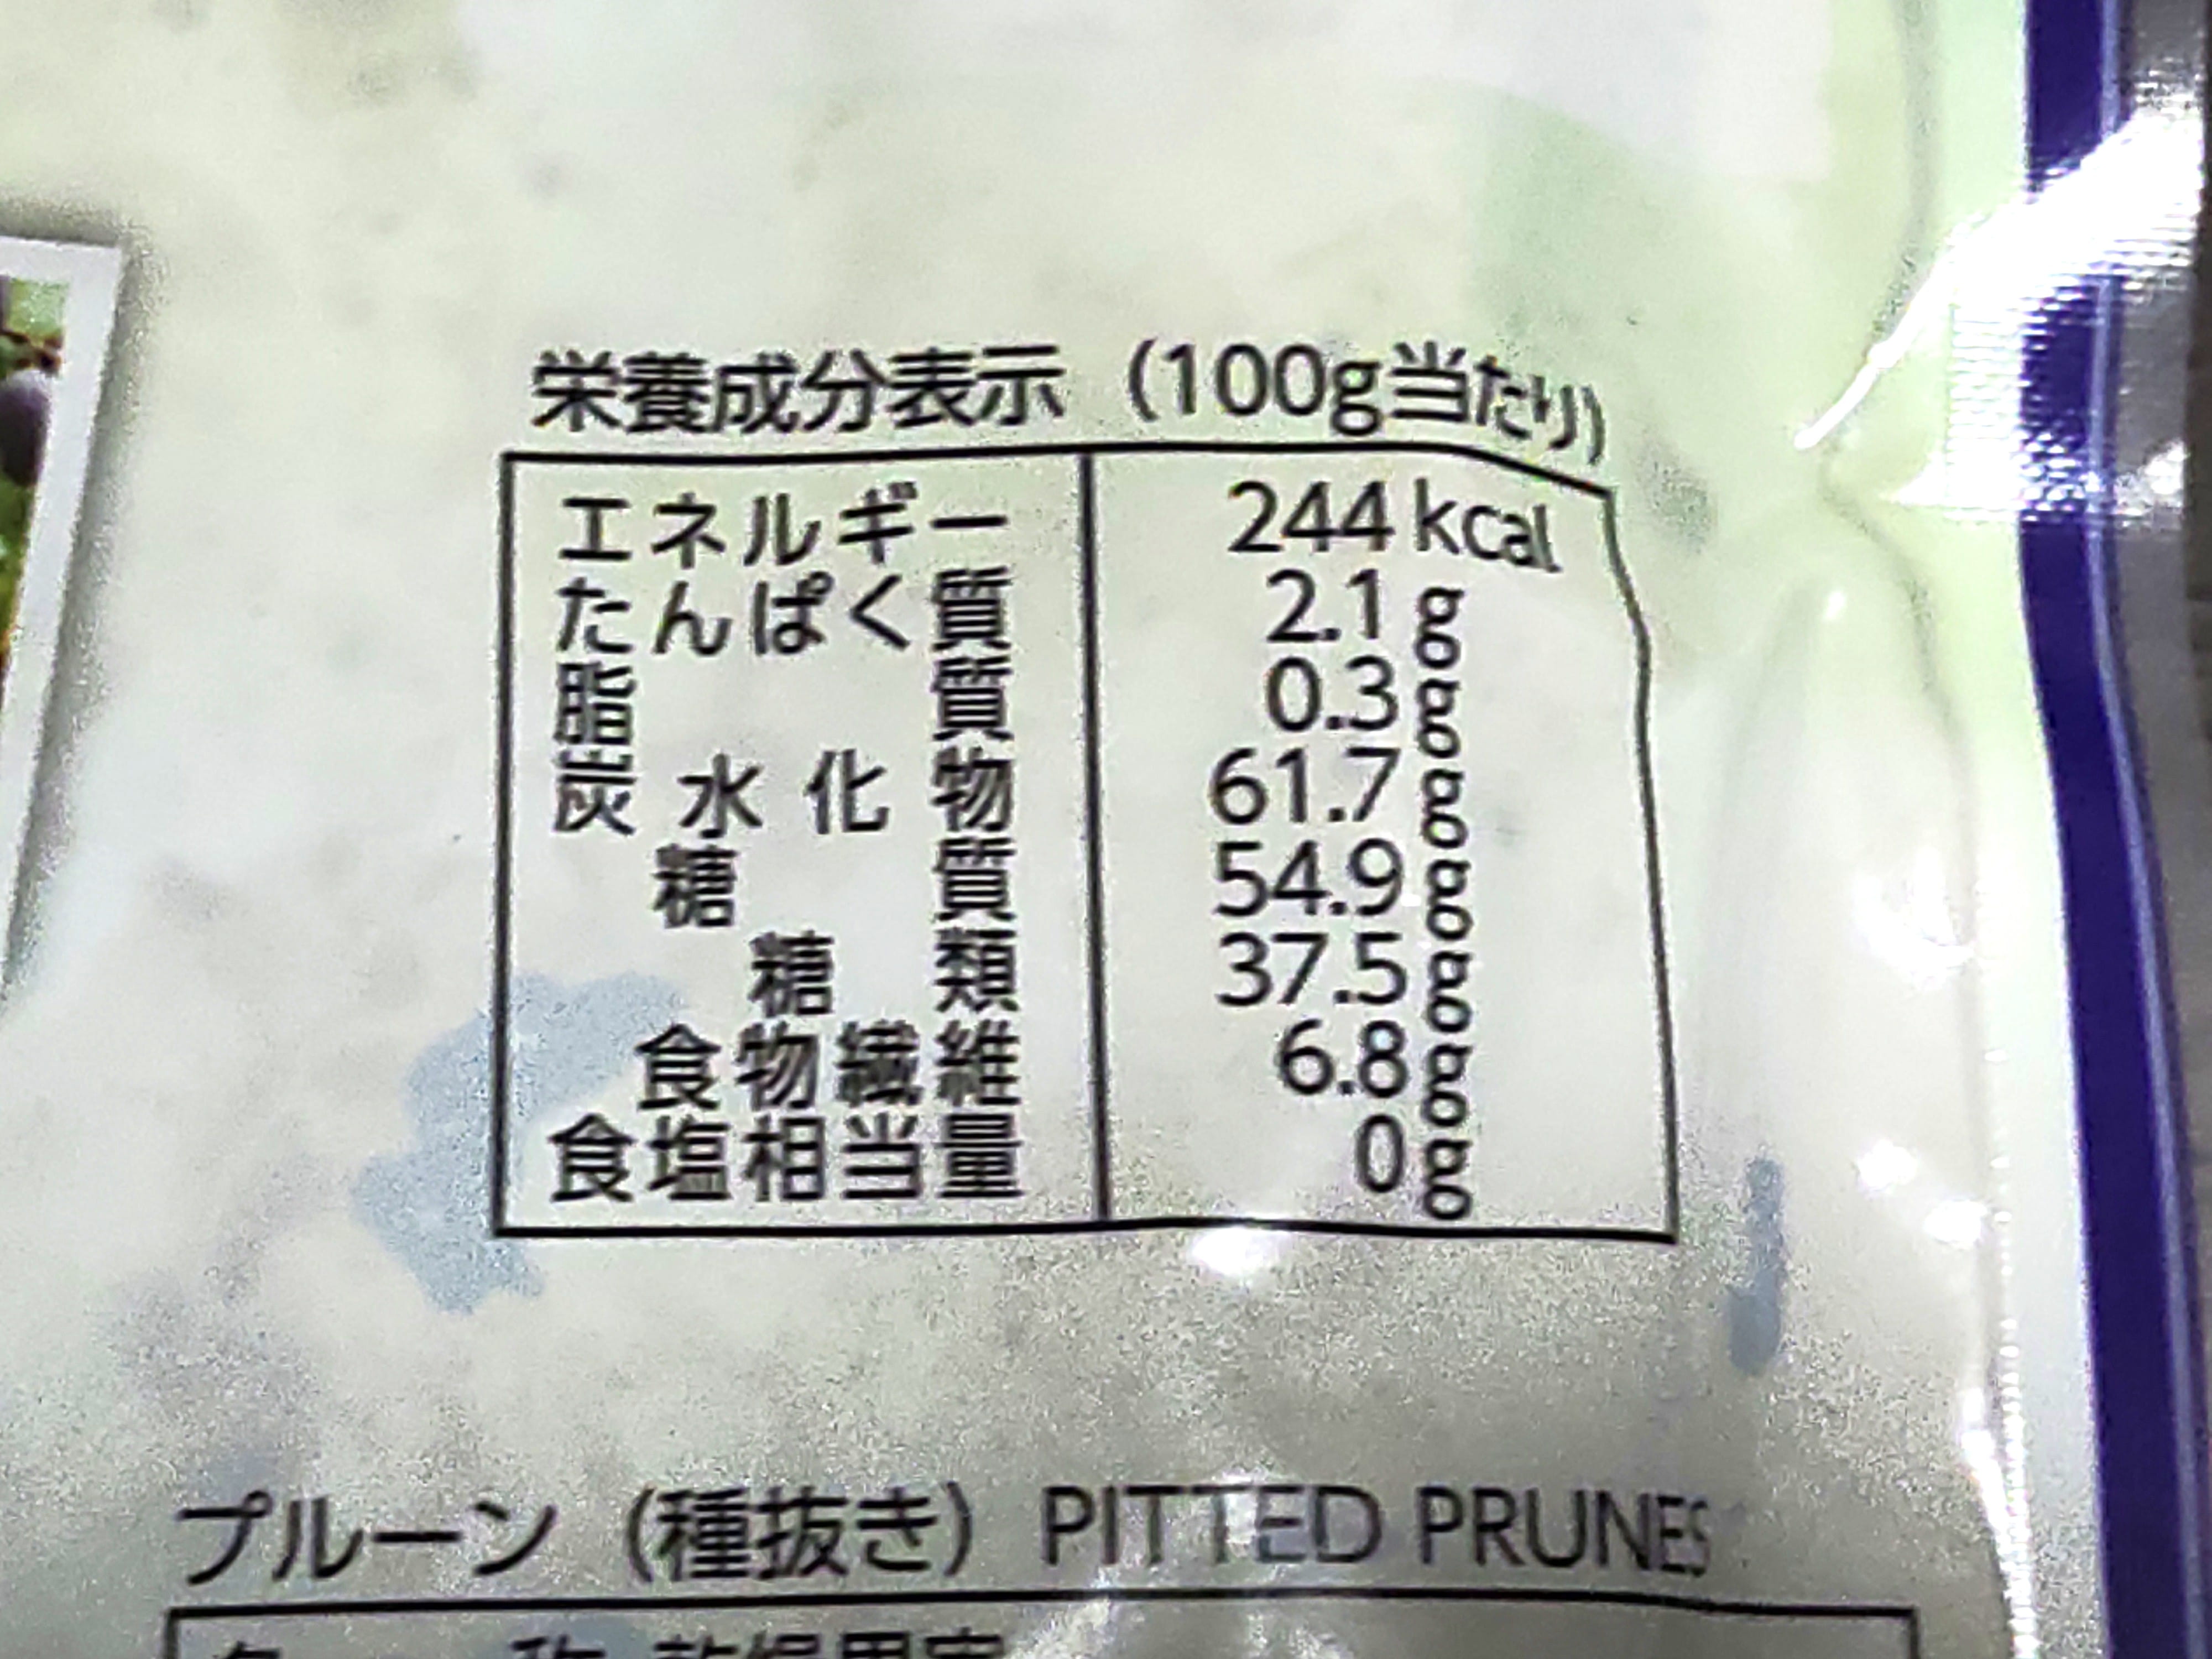 栄養成分表示（100g当たり）
エネルギー 244kcal
たんぱく質 2.1g
脂質 0.3g
炭水化物 61.7g
糖質 54.9g
糖類 37.5g
食物繊維 6.8g
食塩相当量 0g
プルーン（種抜き）PITTED PRUNES